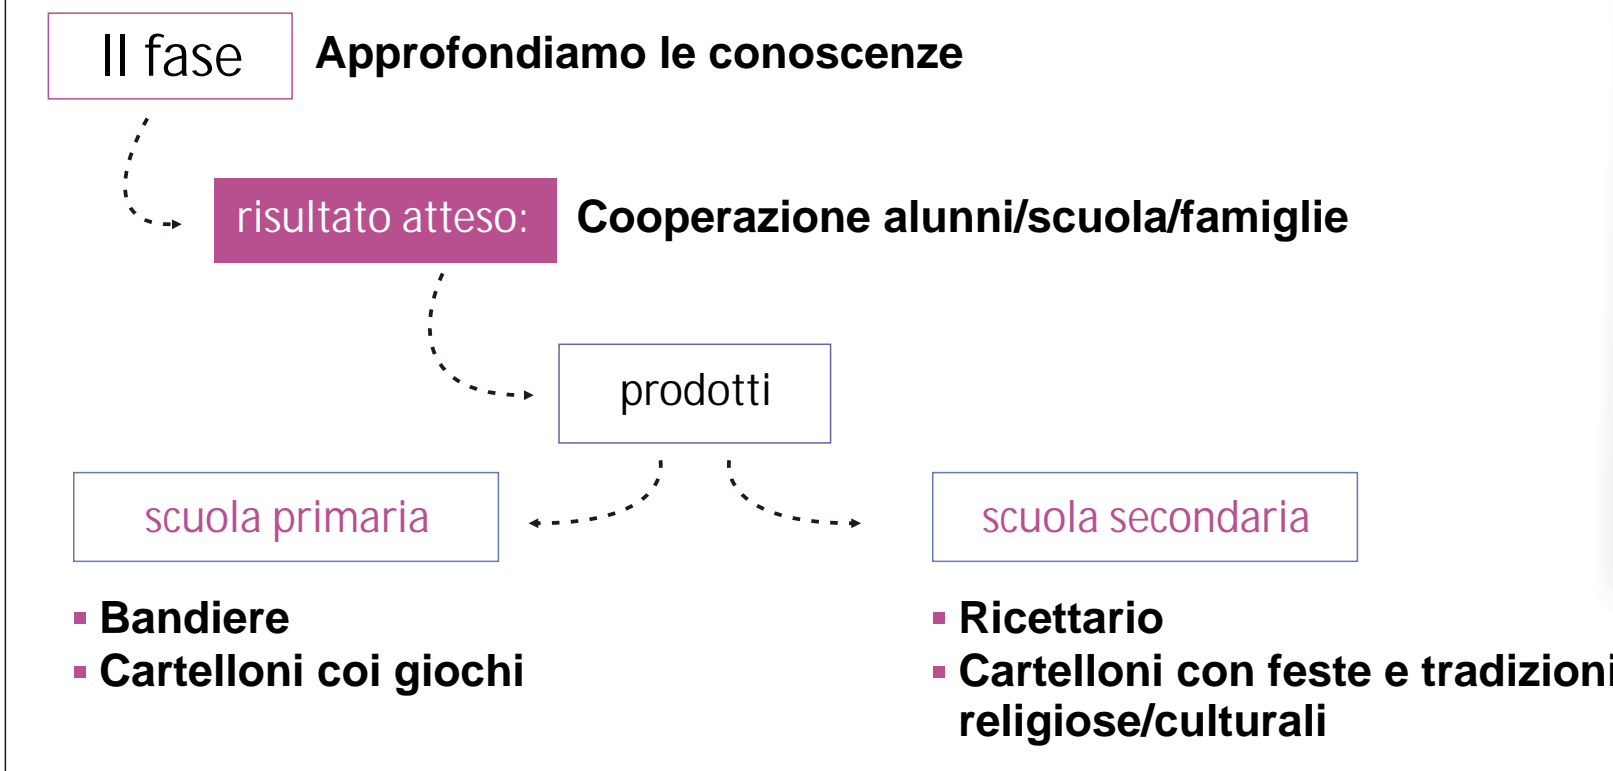 II fase
Approfondiamo le conoscenze
risultato atteso:
Cooperazione alunni/scuola/famiglie
prodotti
scuola primaria
scuola secondaria
Bandiere
Cartelloni coi giochi
Ricettario
Cartelloni con feste e tradizioni
religiose/culturali